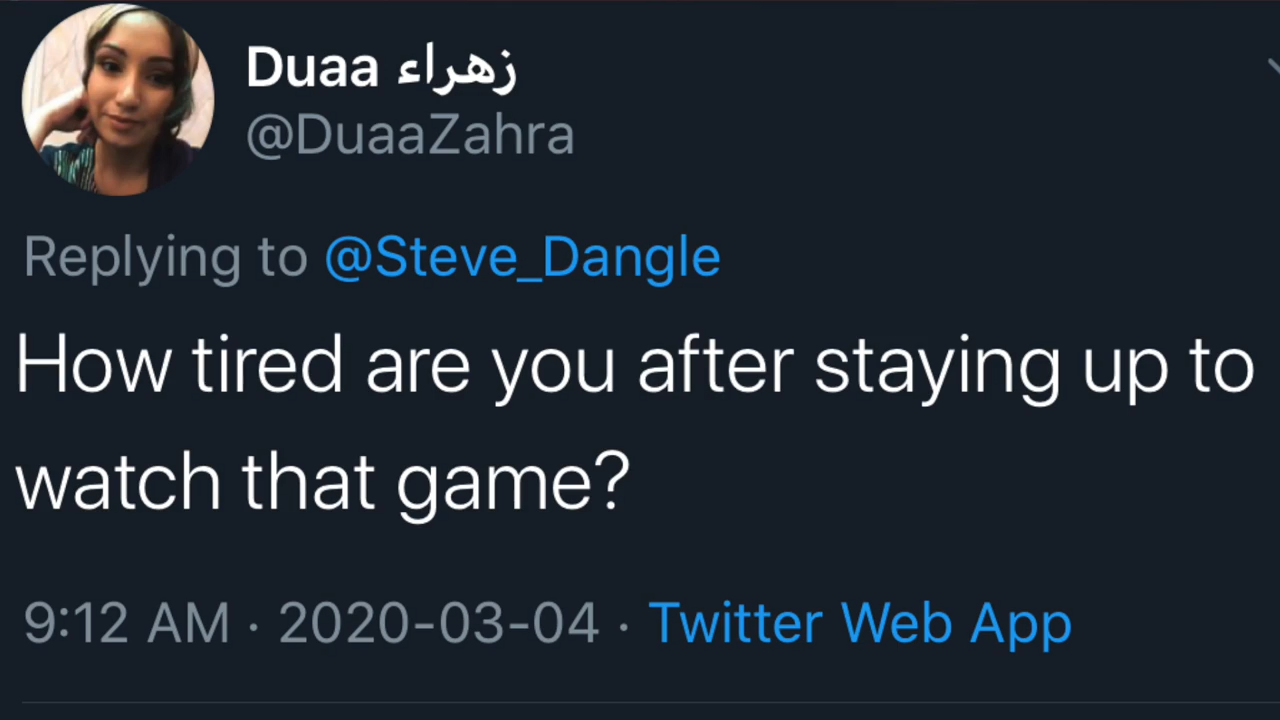 Duaa زهراء
@DuaaZahra
Replying to @Steve_Dangle
How tired are you after staying up to
watch that game?
9:12 AM · 2020-03-04 · Twitter Web App